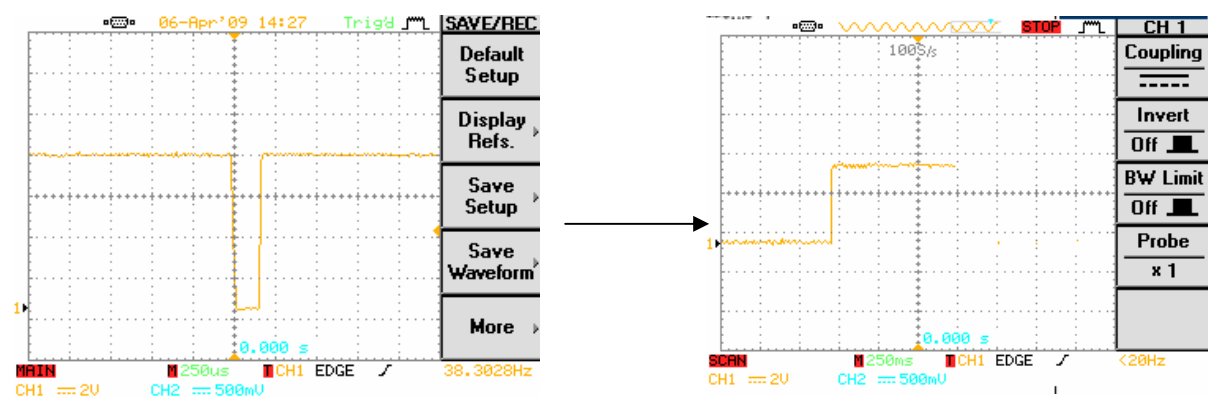 06-Apr'09 14:27 Trig'd SAVE/REC
Default
Setup
Display
Refs.
Save
Setup
Save
Waveform
More
1
0.000 s
MAIN M 250us T CH1 EDGE 38.3028Hz
CH1 2V CH2 500mV
STOP CH 1
100S/s
Coupling
Invert
Off
BW Limit
Off
Probe
x 1
1
0.000 s
SCAN M 250ms T CH1 EDGE <20Hz
CH1 2V CH2 500mV